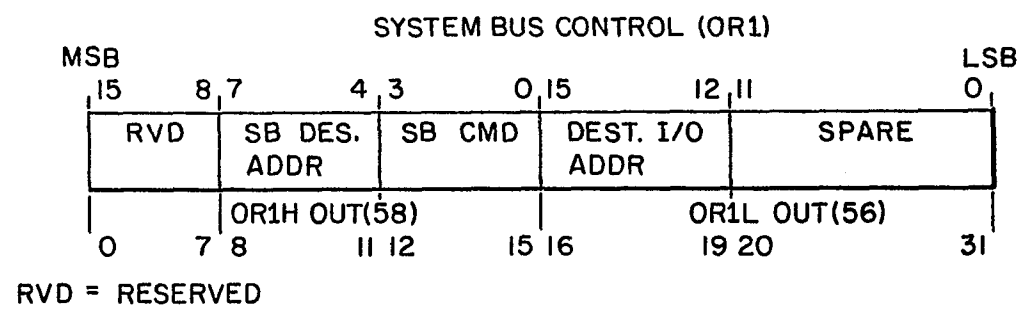 SYSTEM BUS CONTROL (OR1)
MSB LSB
15 8 7 4 3 0 15 12 11 0
RVD SB DES. ADDR SB CMD DEST. I/O ADDR SPARE
OR1H OUT(58) OR1L OUT(56)
0 7 8 11 12 15 16 19 20 31
RVD = RESERVED